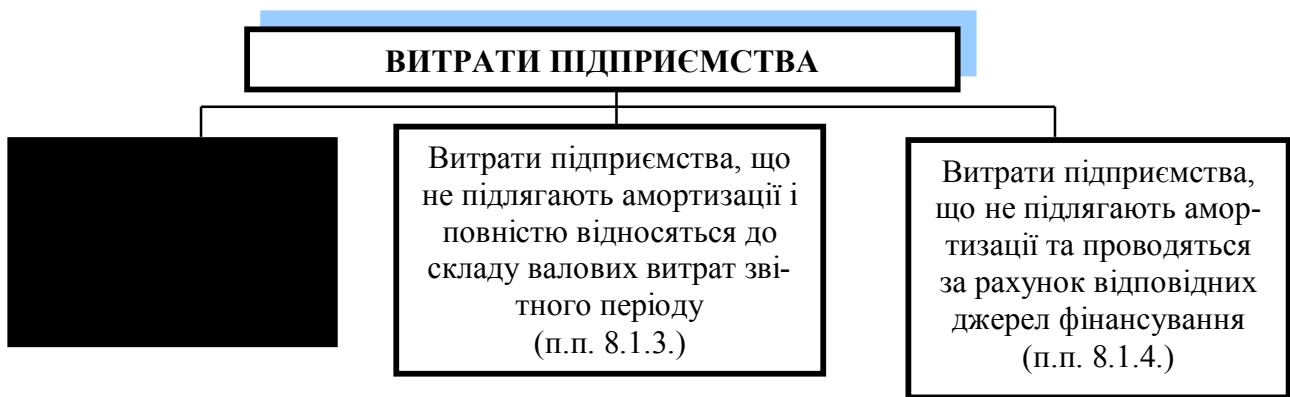 ВИТРАТИ ПІДПРИЄМСТВА
Витрати підприємства, що
не підлягають амортизації і
повністю відносяться до
складу валових витрат зві-
тного періоду
(п.п. 8.1.3.)
Витрати підприємства,
що не підлягають амор-
тизації та проводяться
за рахунок відповідних
джерел фінансування
(п.п. 8.1.4.)